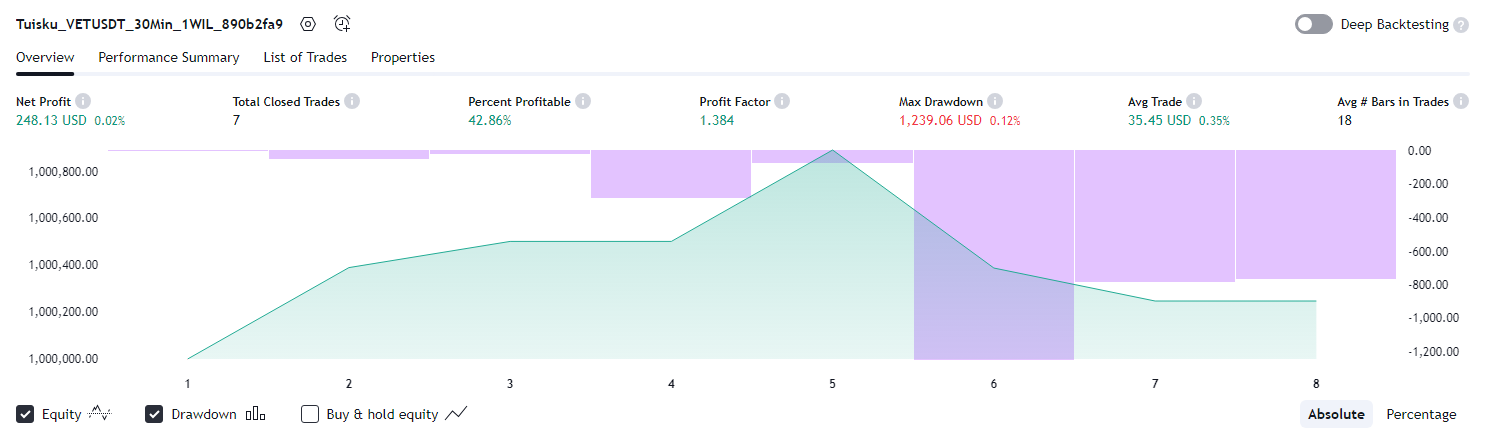 Tuisku_VETUSDT_30Min_1WIL_890b2fa9 Deep Backtesting ?
Overview Performance Summary List of Trades Properties
Net Profit i Total Closed Trades i Percent Profitable i Profit Factor i Max Drawdown i Avg Trade i Avg # Bars in Trades i
248.13 USD 0.02% 7 42.86% 1.384 1,239.06 USD 0.12% 35.45 USD 0.35% 18
0.00
1,000,800.00
-200.00
1,000,600.00 -400.00
-600.00
1,000,400.00
-800.00
1,000,200.00
-1,000.00
-1,200.00
1,000,000.00
1 2 3 4 5 6 7 8
Equity Drawdown Buy & hold equity Absolute Percentage